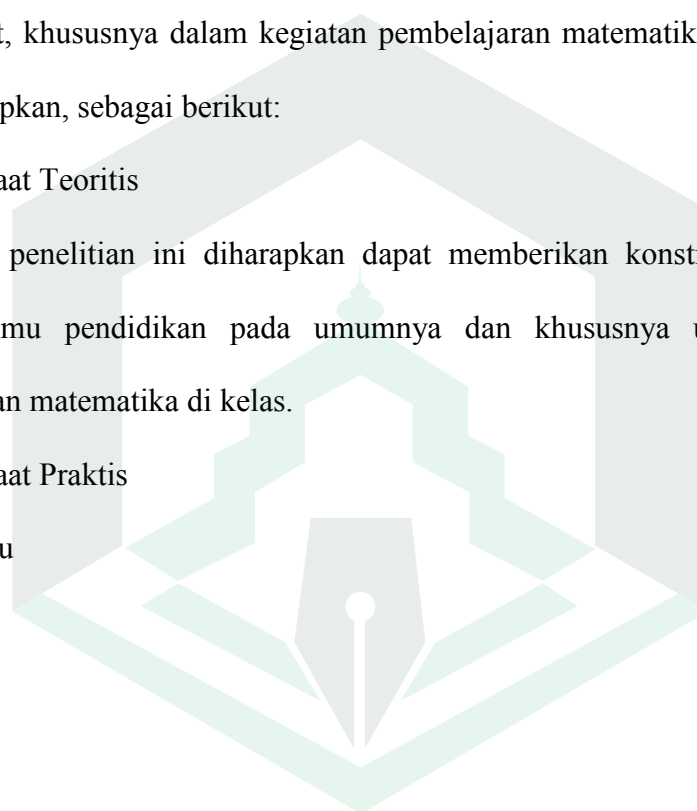 t, khususnya dalam kegiatan pembelajaran matematik
pkan, sebagai berikut:
aat Teoritis
penelitian ini diharapkan dapat memberikan konst
mu pendidikan pada umumnya dan khususnya u
an matematika di kelas.
aat Praktis
u